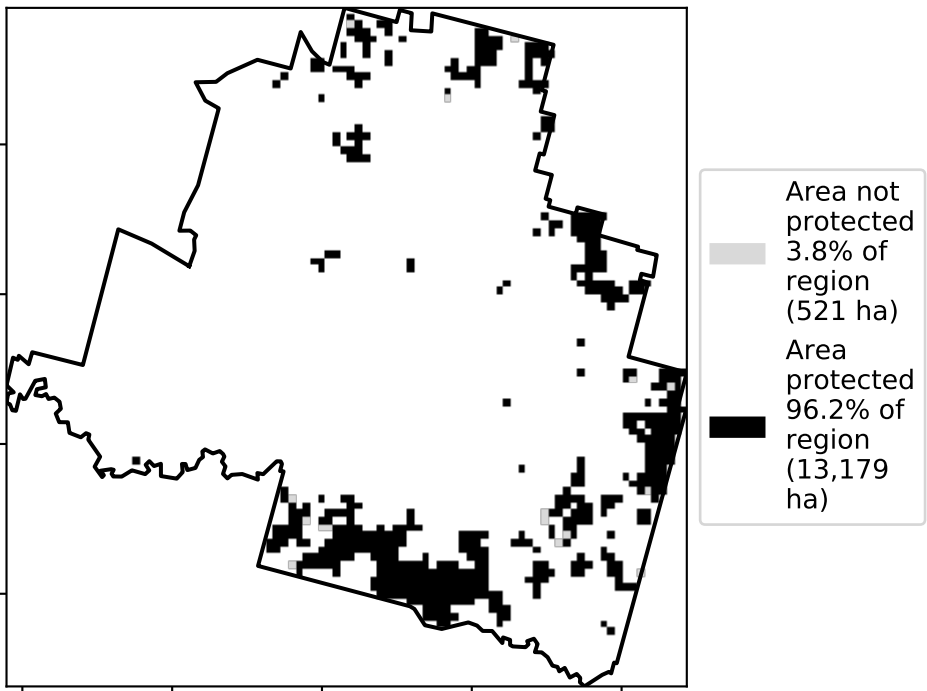 Area not
protected
3.8% of
region
(521 ha)
Area
protected
96.2% of
region
(13,179
ha)